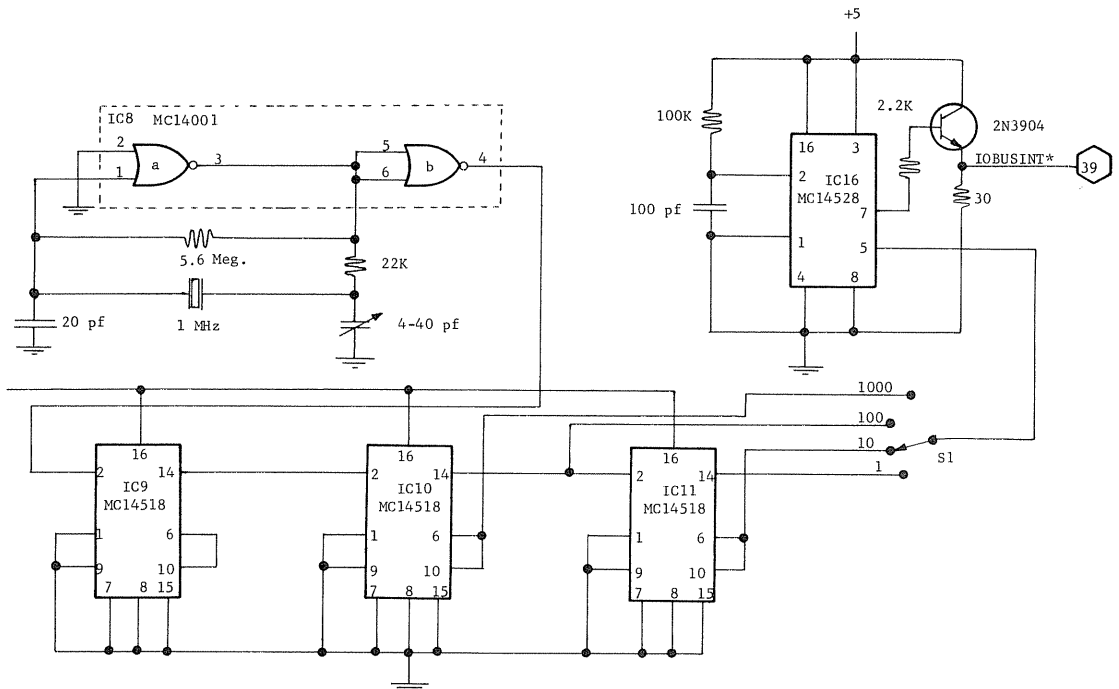 +5
IC8 MC14001
2
1
a
3
5
6
b
4
5.6 Meg.
22K
20 pf
1 MHz
4-40 pf
100K
2.2K
2N3904
16
3
2
IC16
MC14528
7
1
5
4
8
100 pf
IOBUSINT*
39
30
1000
100
10
1
S1
16
2
14
IC9
MC14518
1
6
9
10
7
8
15
16
2
14
IC10
MC14518
1
6
9
10
7
8
15
16
2
14
IC11
MC14518
1
6
9
10
7
8
15